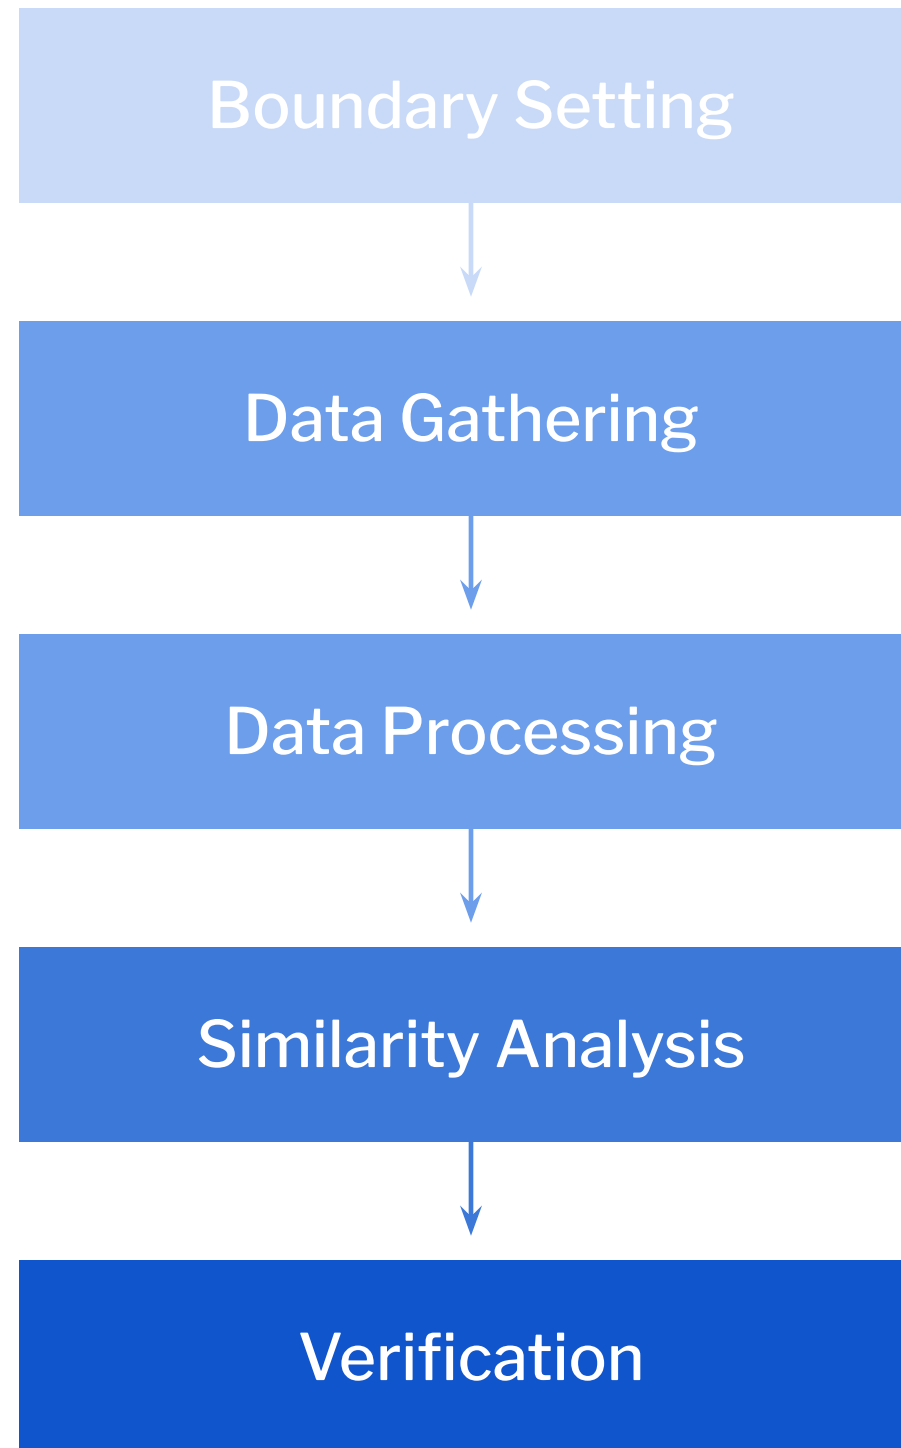 Boundary Setting
Data Gathering
Data Processing
Similarity Analysis
Verification